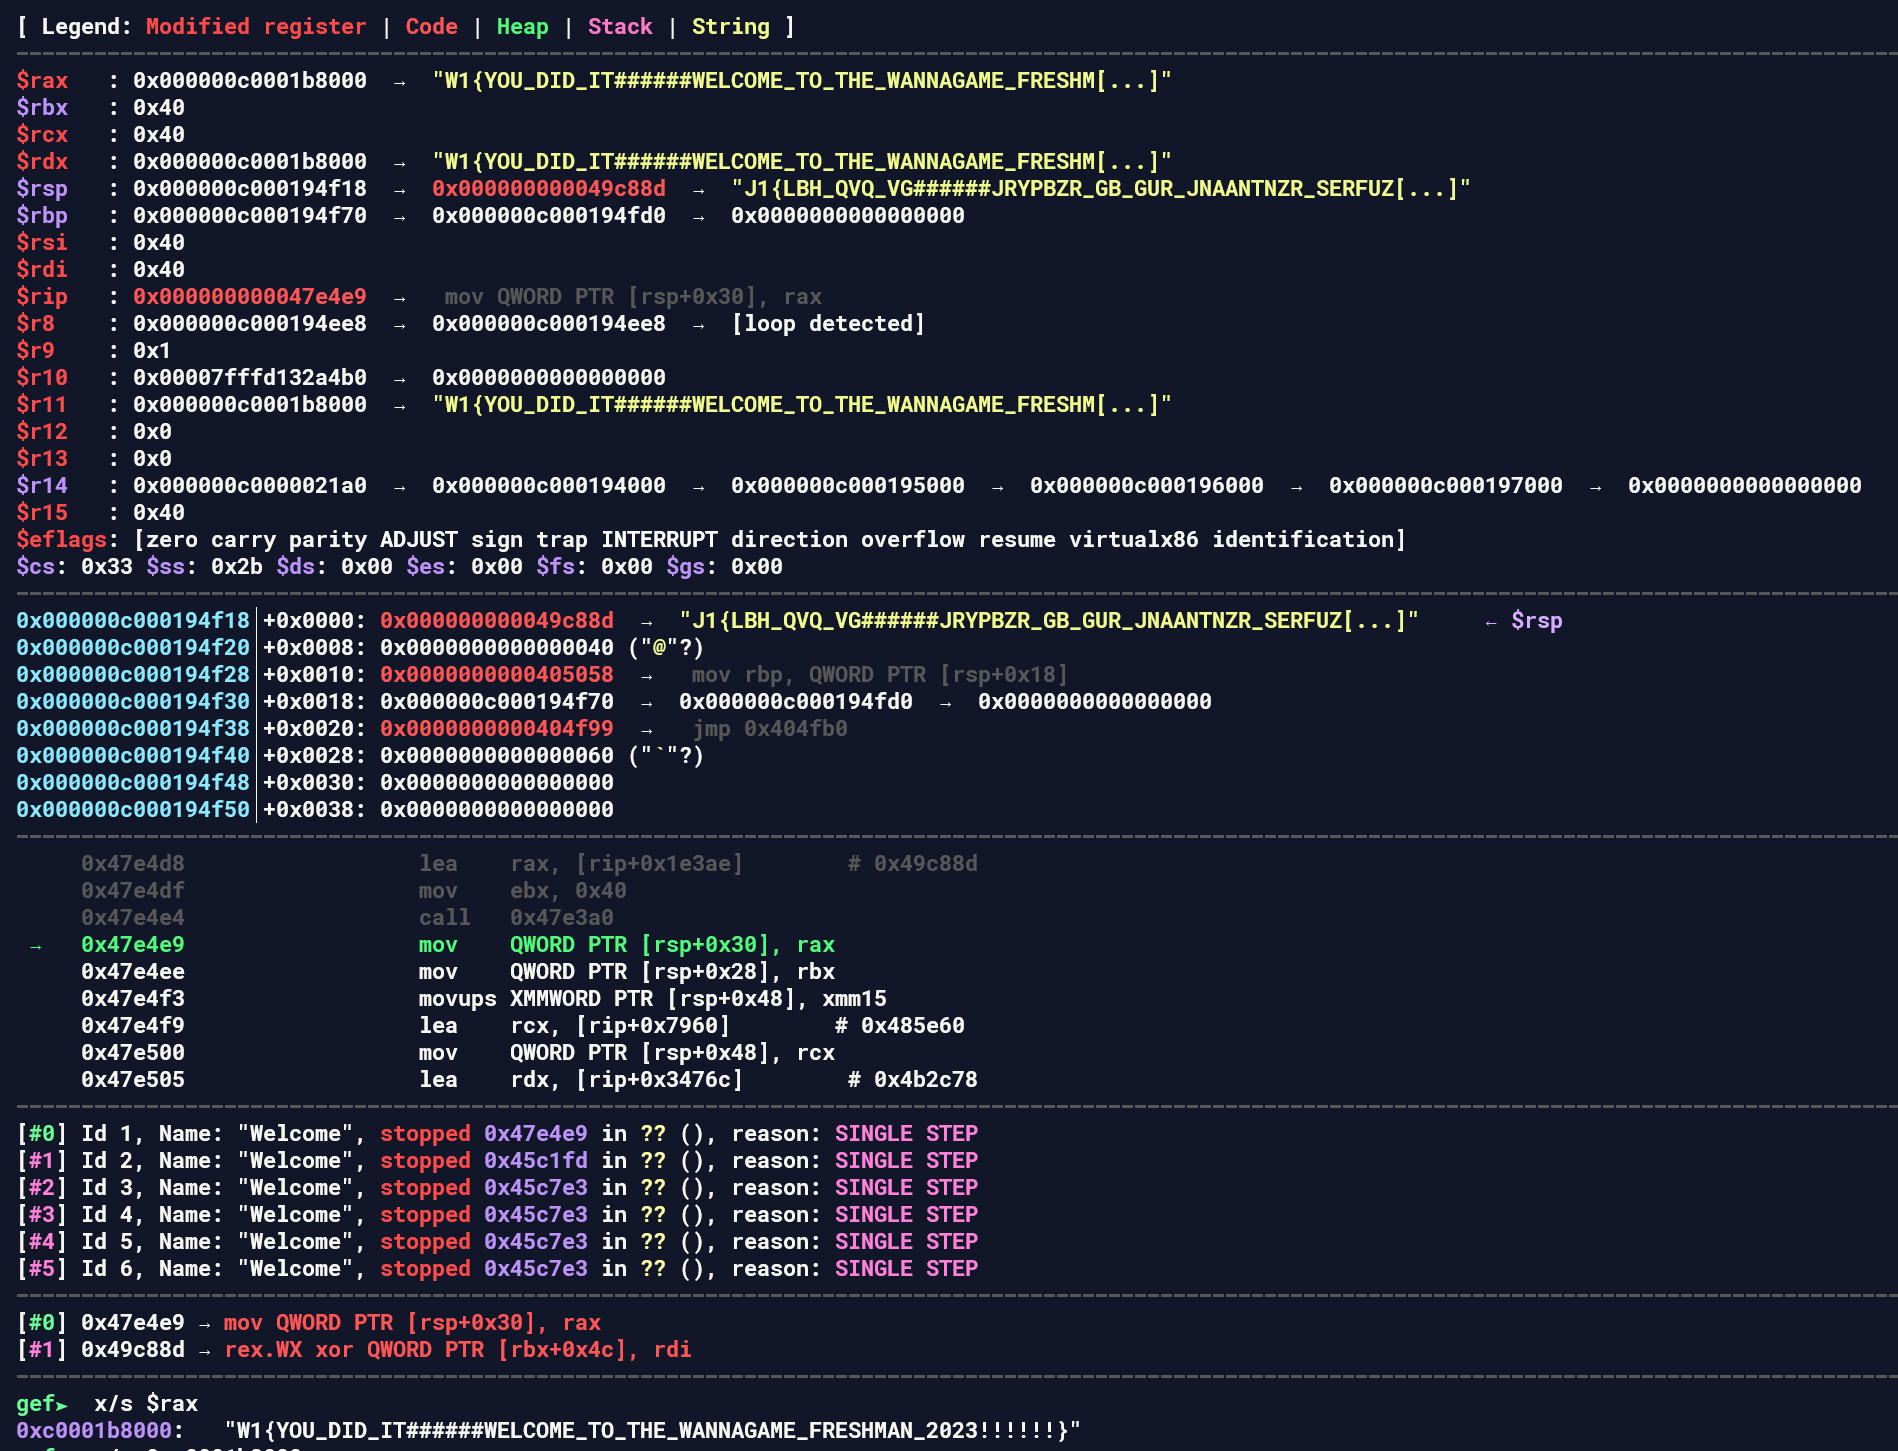 [ Legend: Modified register | Code | Heap | Stack | String ]
$rax   : 0x000000c0001b8000  →  "W1{YOU_DID_IT######WELCOME_TO_THE_WANNAGAME_FRESHM[...]"
$rbx   : 0x40
$rcx   : 0x40
$rdx   : 0x000000c0001b8000  →  "W1{YOU_DID_IT######WELCOME_TO_THE_WANNAGAME_FRESHM[...]"
$rsp   : 0x000000c000194f18  →  0x000000000049c88d  →  "J1{LBH_QVQ_VG######JRYPBZR_GB_GUR_JNAANTNZR_SERFUZ[...]"
$rbp   : 0x000000c000194f70  →  0x000000c000194fd0  →  0x0000000000000000
$rsi   : 0x40
$rdi   : 0x40
$rip   : 0x000000000047e4e9  →   mov QWORD PTR [rsp+0x30], rax
$r8    : 0x000000c000194ee8  →  0x000000c000194ee8  →  [loop detected]
$r9    : 0x1
$r10   : 0x00007fffd132a4b0  →  0x0000000000000000
$r11   : 0x000000c0001b8000  →  "W1{YOU_DID_IT######WELCOME_TO_THE_WANNAGAME_FRESHM[...]"
$r12   : 0x0
$r13   : 0x0
$r14   : 0x000000c0000021a0  →  0x000000c000194000  →  0x000000c000195000  →  0x000000c000196000  →  0x000000c000197000  →  0x0000000000000000
$r15   : 0x40
$eflags: [zero carry parity ADJUST sign trap INTERRUPT direction overflow resume virtualx86 identification]
$cs: 0x33 $ss: 0x2b $ds: 0x00 $es: 0x00 $fs: 0x00 $gs: 0x00
0x000000c000194f18│+0x0000: 0x000000000049c88d  →  "J1{LBH_QVQ_VG######JRYPBZR_GB_GUR_JNAANTNZR_SERFUZ[...]"     ← $rsp
0x000000c000194f20│+0x0008: 0x0000000000000040 ("@"?)
0x000000c000194f28│+0x0010: 0x0000000000405058  →   mov rbp, QWORD PTR [rsp+0x18]
0x000000c000194f30│+0x0018: 0x000000c000194f70  →  0x000000c000194fd0  →  0x0000000000000000
0x000000c000194f38│+0x0020: 0x0000000000404f99  →   jmp 0x404fb0
0x000000c000194f40│+0x0028: 0x0000000000000060 ("`"?)
0x000000c000194f48│+0x0030: 0x0000000000000000
0x000000c000194f50│+0x0038: 0x0000000000000000
0x47e4d8                  lea    rax, [rip+0x1e3ae]        # 0x49c88d
0x47e4df                  mov    ebx, 0x40
0x47e4e4                  call   0x47e3a0
→   0x47e4e9                  mov    QWORD PTR [rsp+0x30], rax
0x47e4ee                  mov    QWORD PTR [rsp+0x28], rbx
0x47e4f3                  movups XMMWORD PTR [rsp+0x48], xmm15
0x47e4f9                  lea    rcx, [rip+0x7960]        # 0x485e60
0x47e500                  mov    QWORD PTR [rsp+0x48], rcx
0x47e505                  lea    rdx, [rip+0x3476c]        # 0x4b2c78
[#0] Id 1, Name: "Welcome", stopped 0x47e4e9 in ?? (), reason: SINGLE STEP
[#1] Id 2, Name: "Welcome", stopped 0x45c1fd in ?? (), reason: SINGLE STEP
[#2] Id 3, Name: "Welcome", stopped 0x45c7e3 in ?? (), reason: SINGLE STEP
[#3] Id 4, Name: "Welcome", stopped 0x45c7e3 in ?? (), reason: SINGLE STEP
[#4] Id 5, Name: "Welcome", stopped 0x45c7e3 in ?? (), reason: SINGLE STEP
[#5] Id 6, Name: "Welcome", stopped 0x45c7e3 in ?? (), reason: SINGLE STEP
[#0] 0x47e4e9 → mov QWORD PTR [rsp+0x30], rax
[#1] 0x49c88d → rex.WX xor QWORD PTR [rbx+0x4c], rdi
gef➤  x/s $rax
0xc0001b8000:   "W1{YOU_DID_IT######WELCOME_TO_THE_WANNAGAME_FRESHMAN_2023!!!!!!}"